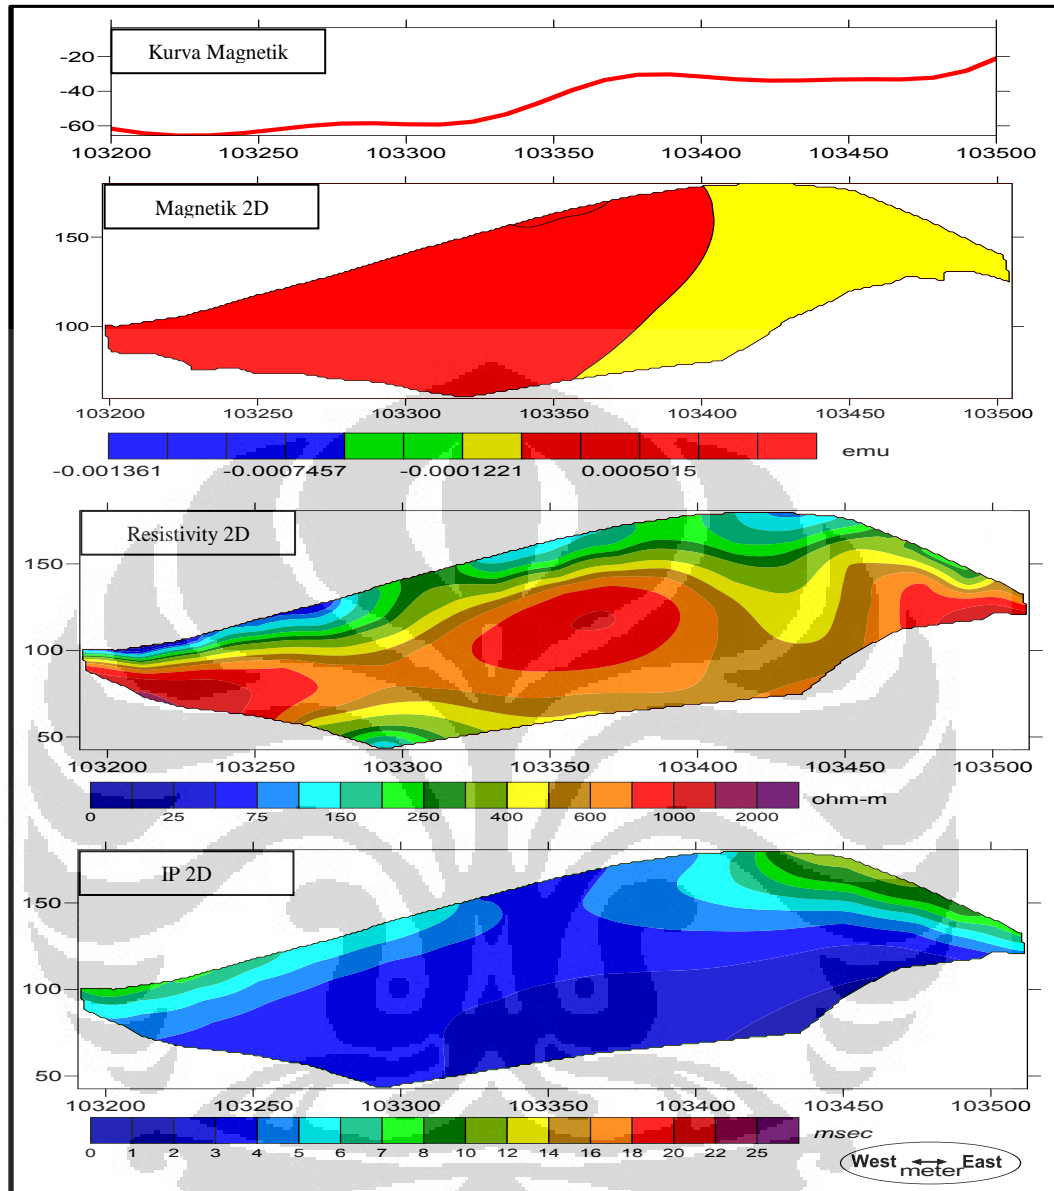 Kurva Magnetik
-20
-40
-60
103200 103250 103300 103350 103400 103450 103500
Magnetik 2D
150
100
103200 103250 103300 103350 103400 103450 103500
emu
-0.001361 -0.0007457 -0.0001221 0.0005015
Resistivity 2D
150
100
50
103200 103250 103300 103350 103400 103450 103500
ohm-m
0 25 75 150 250 400 600 1000 2000
IP 2D
150
100
50
103200 103250 103300 103350 103400 103450 103500
msec
0 1 2 3 4 5 6 7 8 10 12 14 16 18 20 22 25
West East
meter